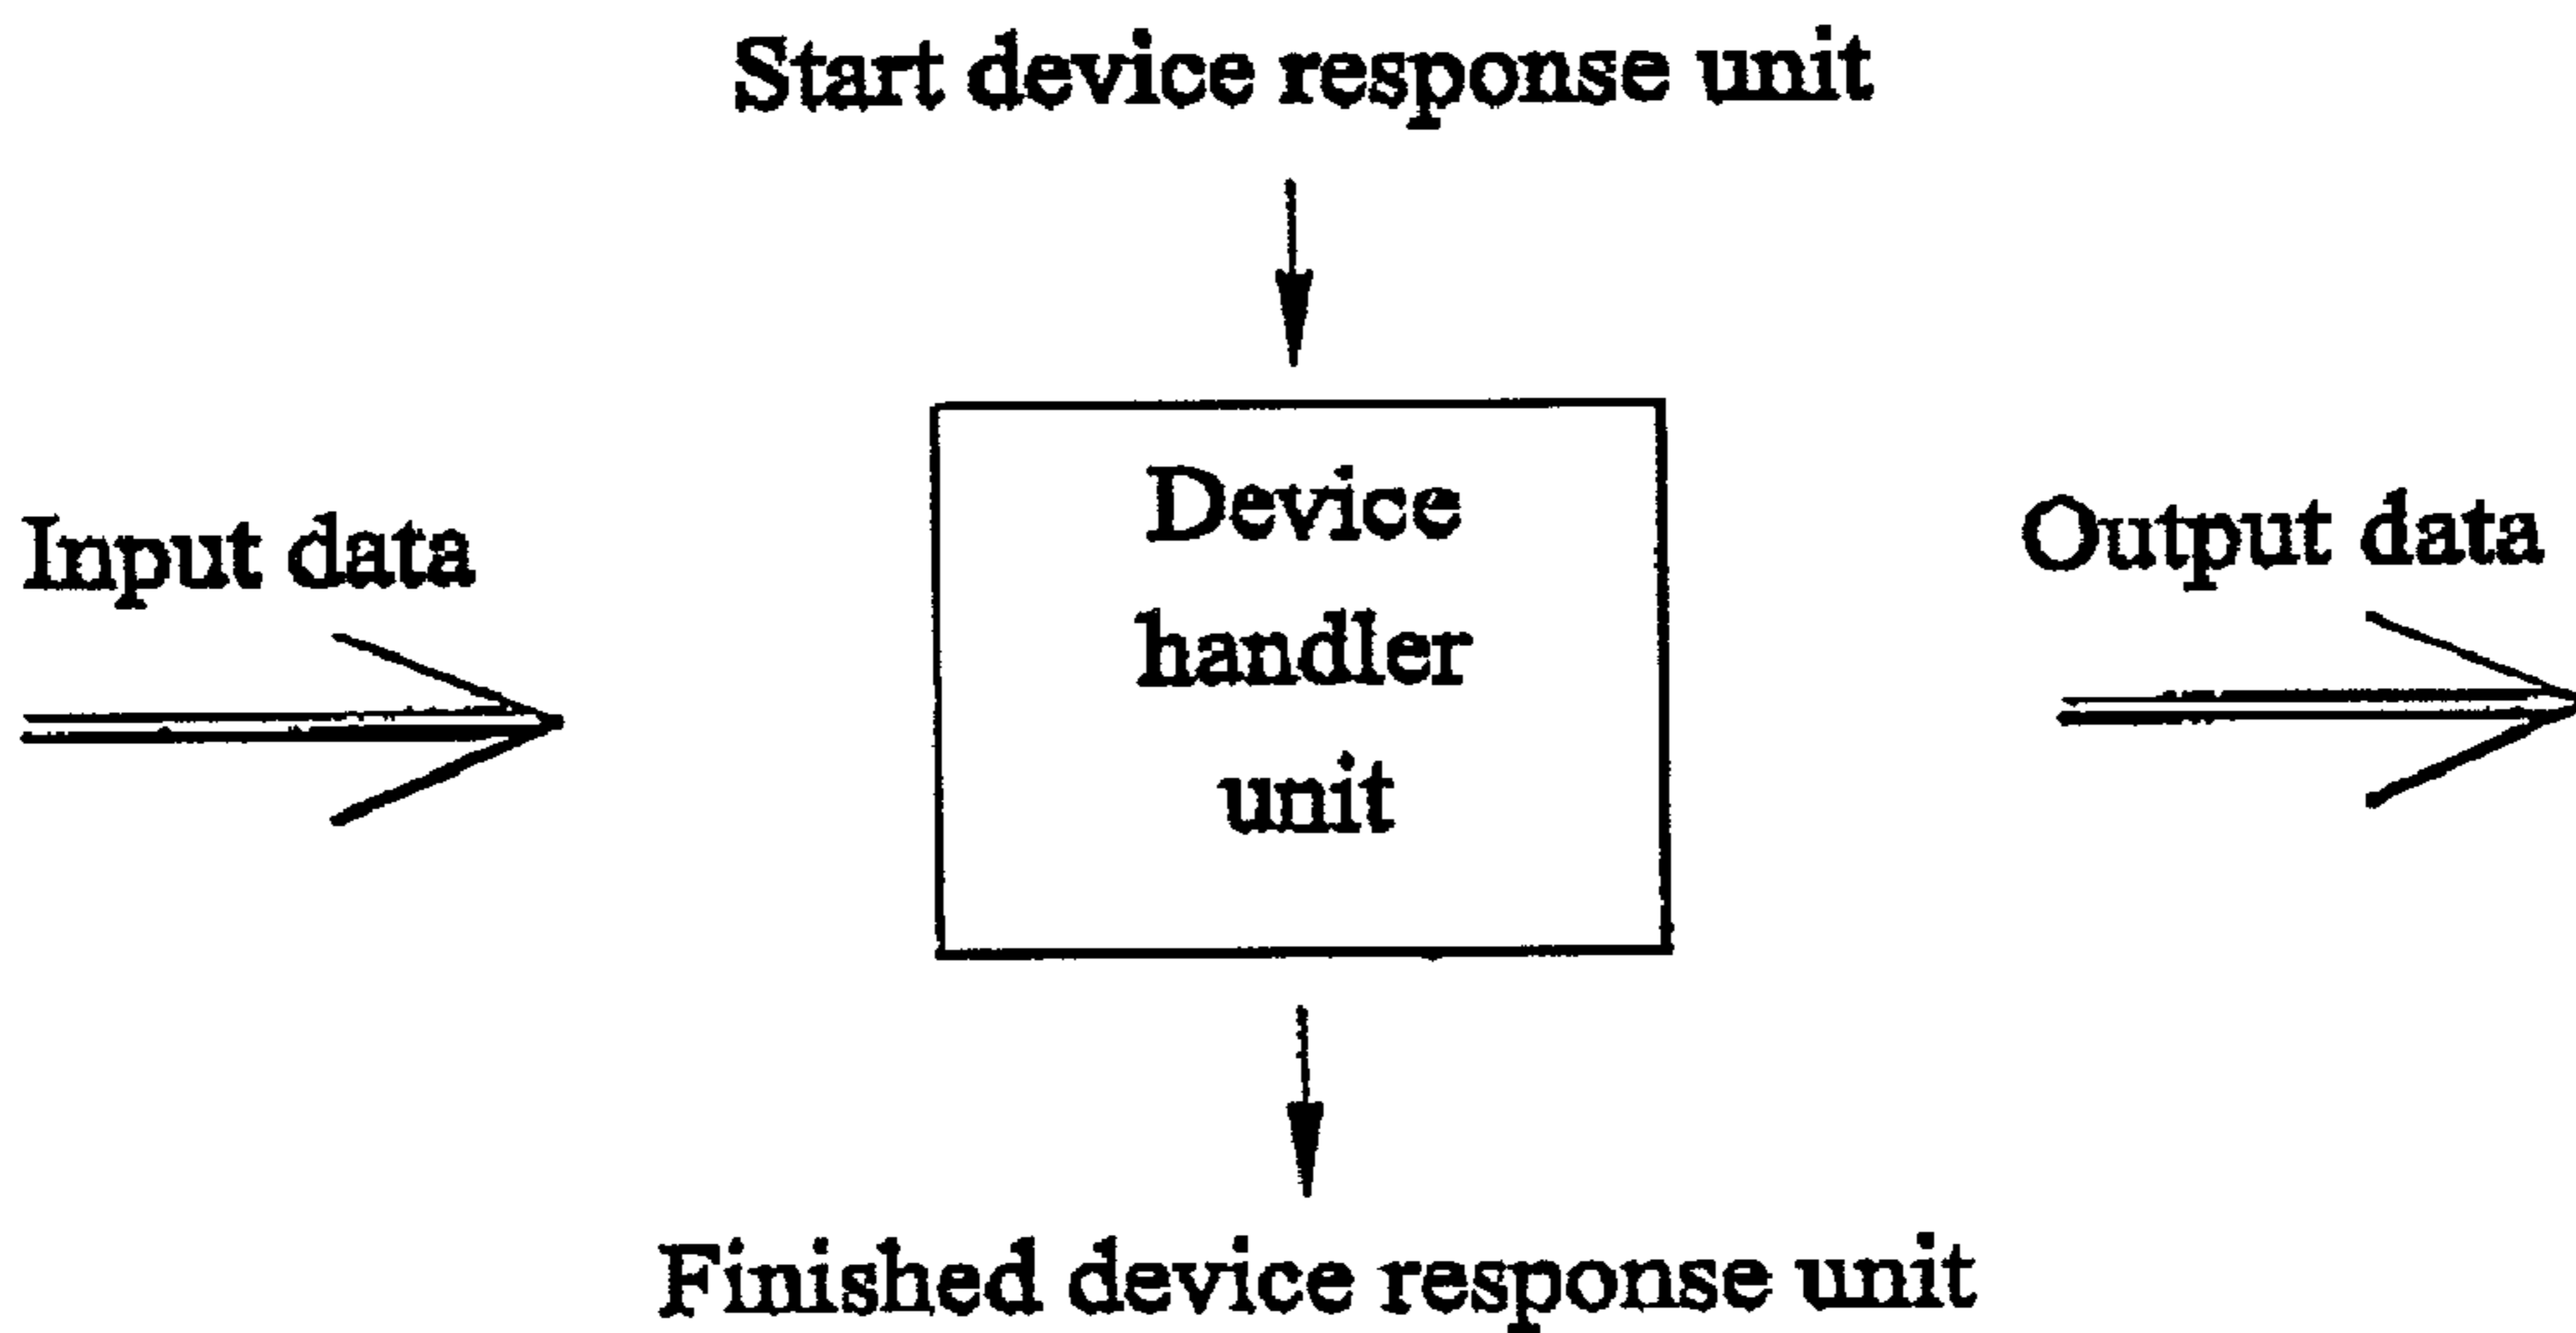 Start device response unit
Input data
Device
handler
unit
Output data
Finished device response unit